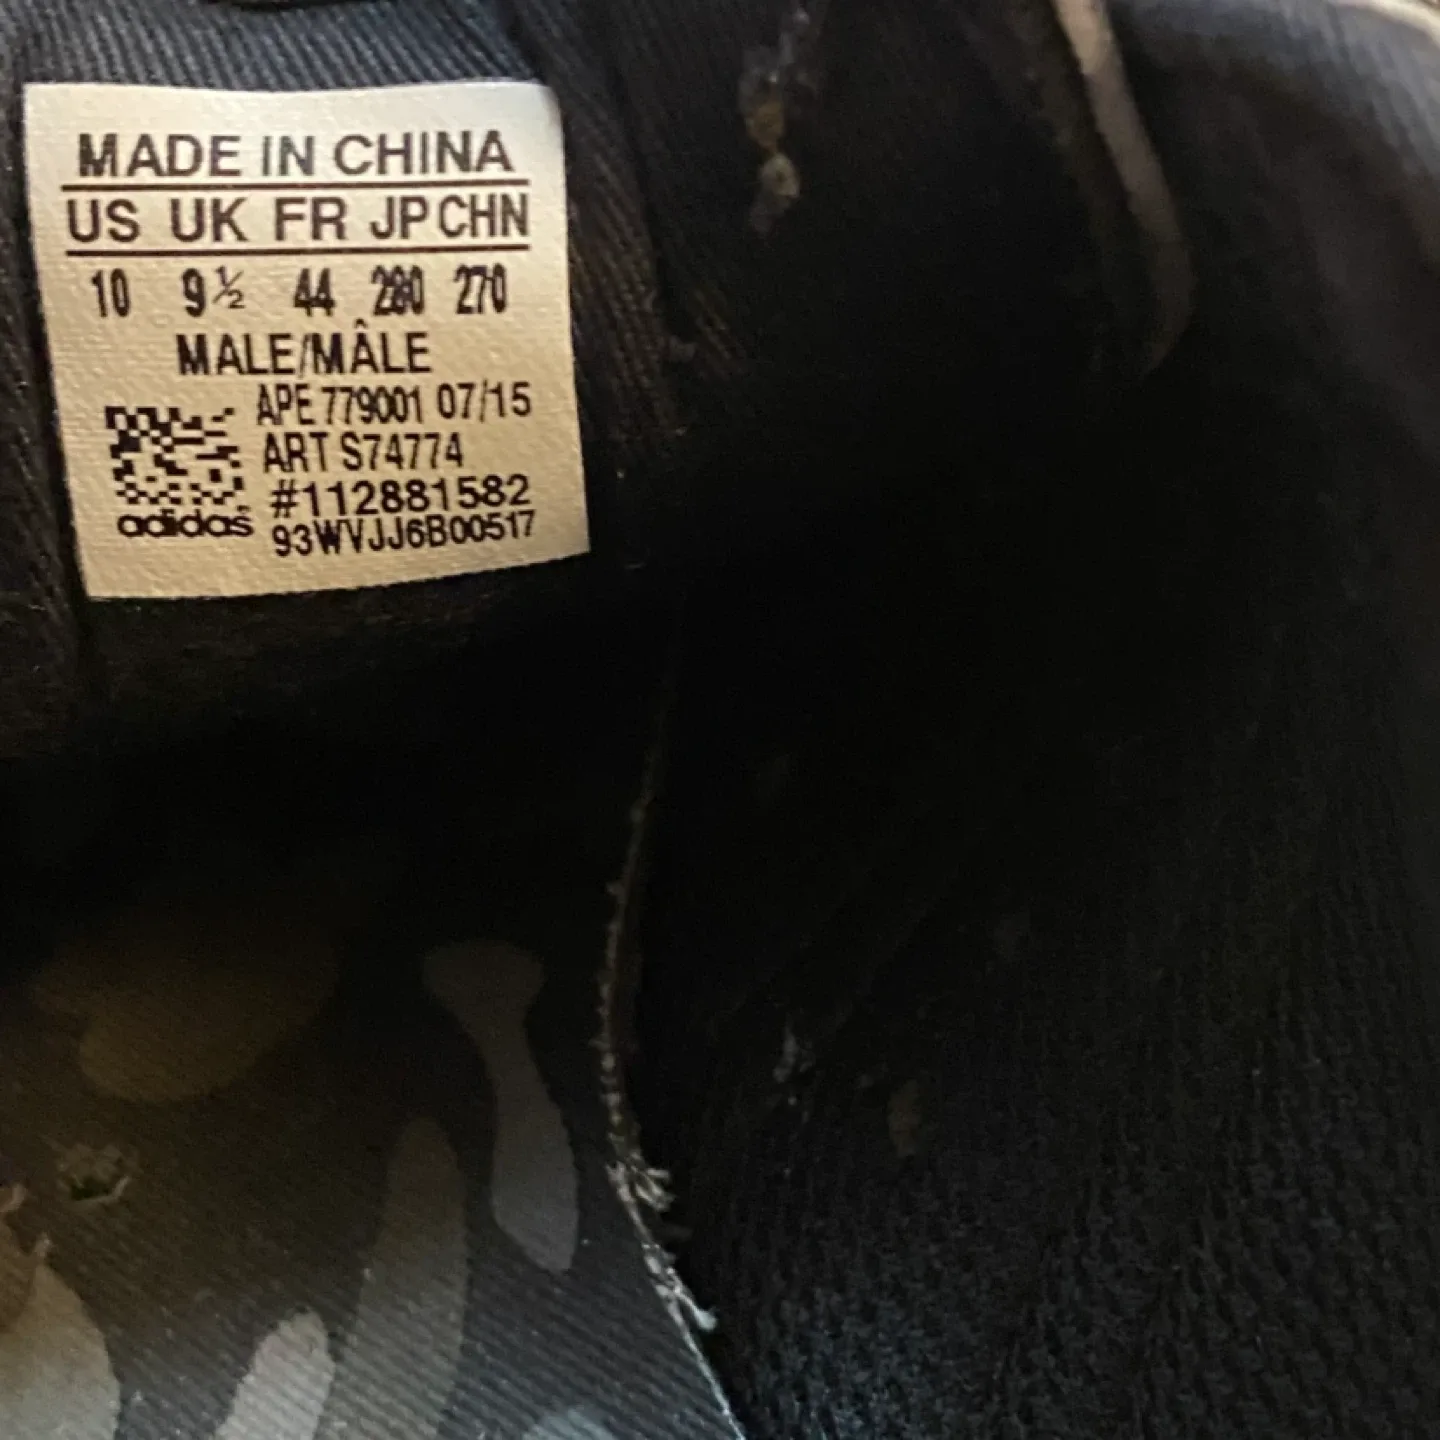 MADE IN CHINA
US UK FR JP CHN
10 9½ 44 280 270
MALE/MÂLE
APE 779001 07/15
ART S74774
#112881582
adidas 93WVJJ6B00517